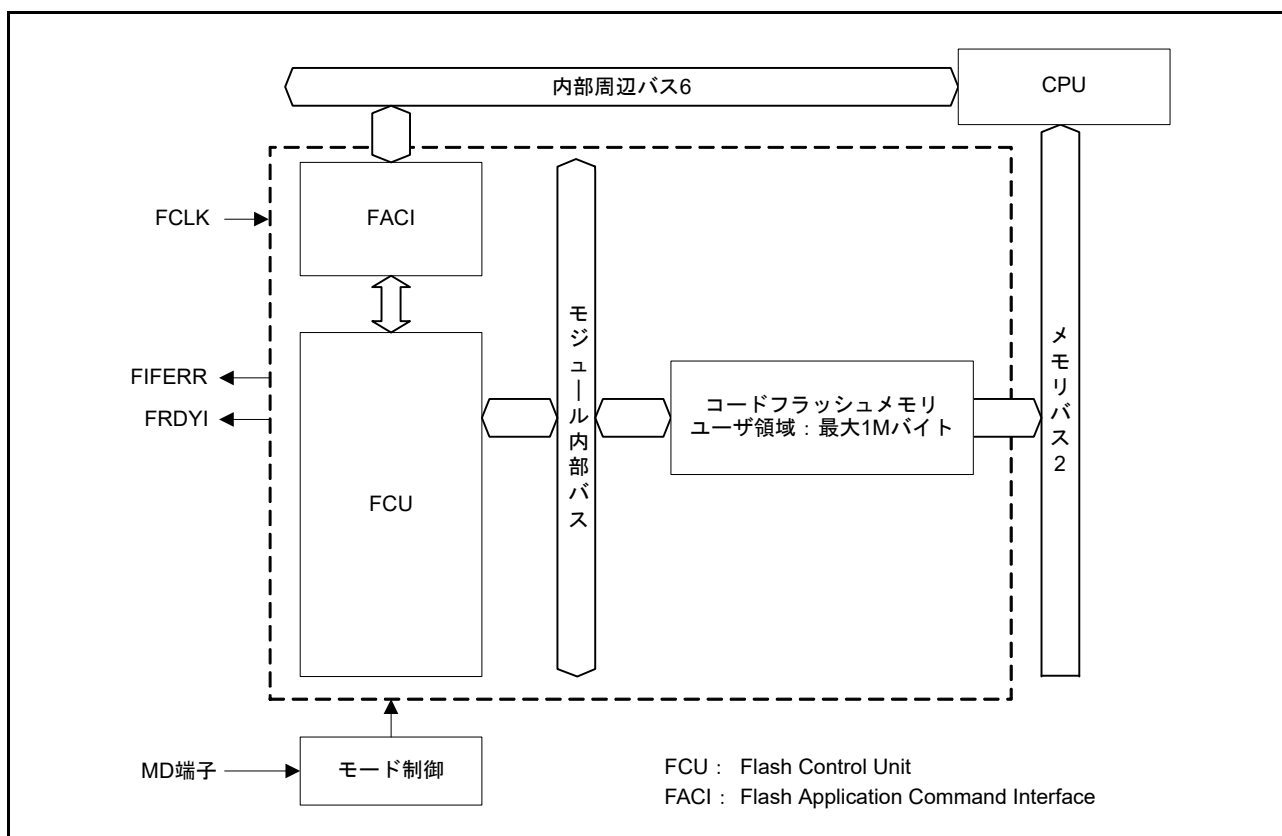 内部周辺バス6
CPU
FCLK
FACI
FIFERR
FRDYI
FCU
モジュール内部バス
コードフラッシュメモリ
ユーザ領域：最大1Mバイト
メモリバス2
MD端子
モード制御
FCU： Flash Control Unit
FACI： Flash Application Command Interface